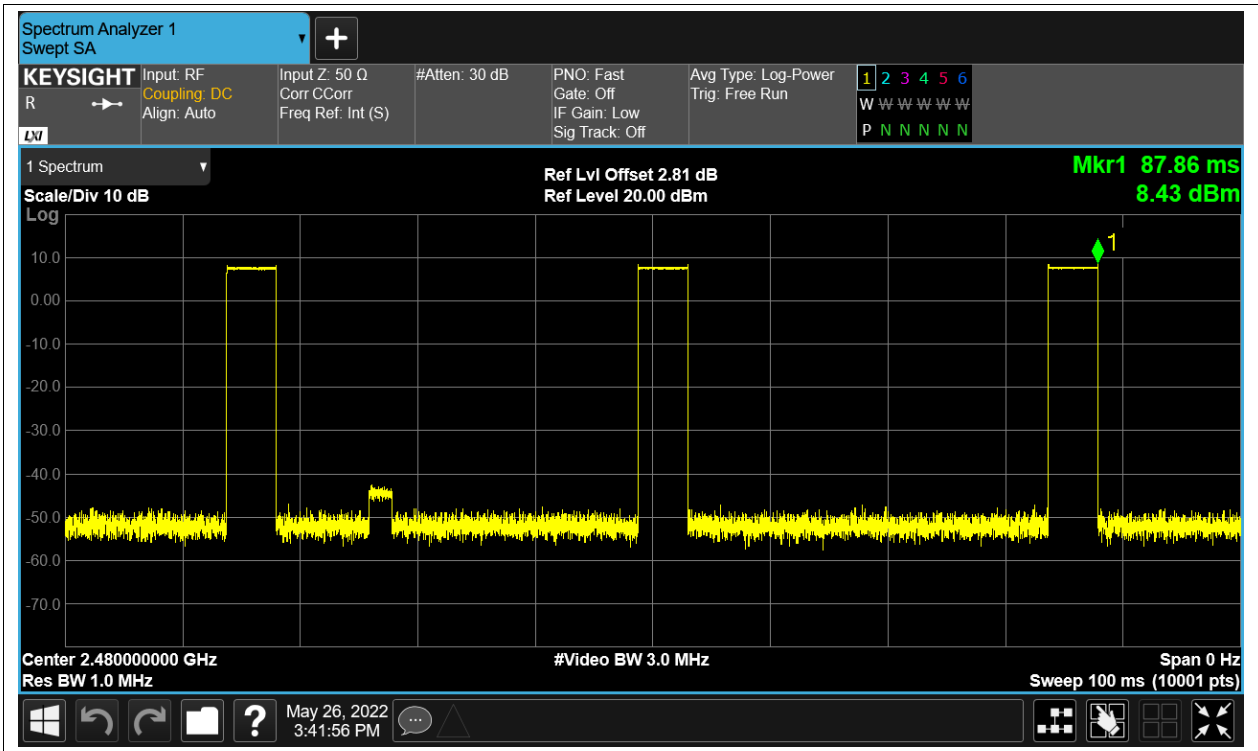 Spectrum Analyzer 1
Swept SA
KEYSIGHT
R
LXI
Input: RF
Coupling: DC
Align: Auto
Input Z: 50 Ω
Corr CCorr
Freq Ref: Int (S)
#Atten: 30 dB
PNO: Fast
Gate: Off
IF Gain: Low
Sig Track: Off
Avg Type: Log-Power
Trig: Free Run
1 2 3 4 5 6
W W W W W W
P N N N N N
1 Spectrum
Scale/Div 10 dB
Log
Ref Lvl Offset 2.81 dB
Ref Level 20.00 dBm
Mkr1 87.86 ms
8.43 dBm
1
10.0
0.00
-10.0
-20.0
-30.0
-40.0
-50.0
-60.0
-70.0
Center 2.480000000 GHz
Res BW 1.0 MHz
#Video BW 3.0 MHz
Span 0 Hz
Sweep 100 ms (10001 pts)
?
May 26, 2022
3:41:56 PM